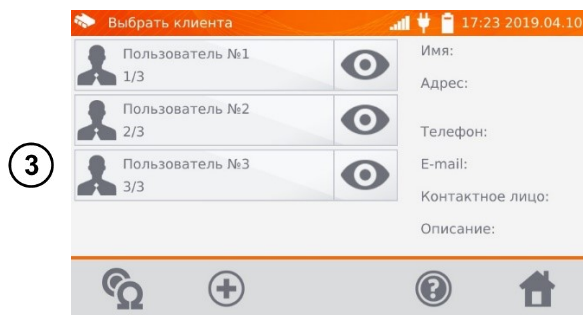 Выбрать клиента 17:23 2019.04.10
Пользователь №1
1/3
Пользователь №2
2/3
Пользователь №3
3/3
Имя:
Адрес:
Телефон:
E-mail:
Контактное лицо:
Описание:
3
Ω
?